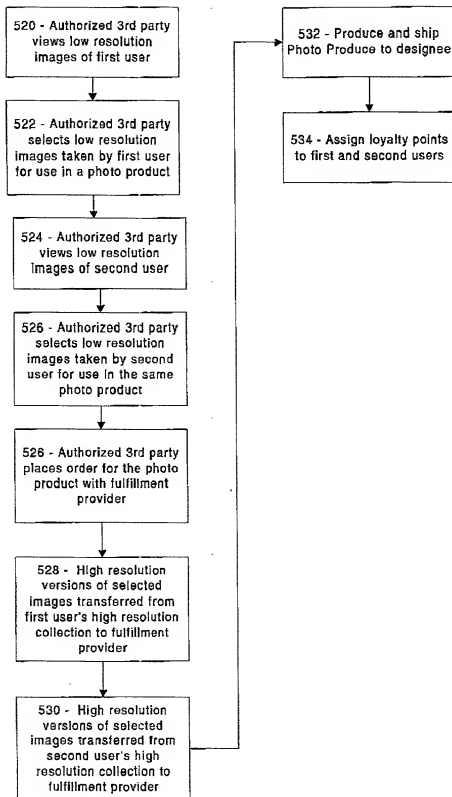 520 - Authorized 3rd party
views low resolution
images of first user
522 - Authorized 3rd party
selects low resolution
images taken by first user
for use in a photo product
524 - Authorized 3rd party
views low resolution
images of second user
526 - Authorized 3rd party
selects low resolution
images taken by second
user for use in the same
photo product
526 - Authorized 3rd party
places order for the photo
product with fulfillment
provider
528 - High resolution
versions of selected
images transferred from
first user's high resolution
collection to fulfillment
provider
530 - High resolution
versions of selected
images transferred from
second user's high
resolution collection to
fulfillment provider
532 - Produce and ship
Photo Produce to designee
534 - Assign loyalty points
to first and second users